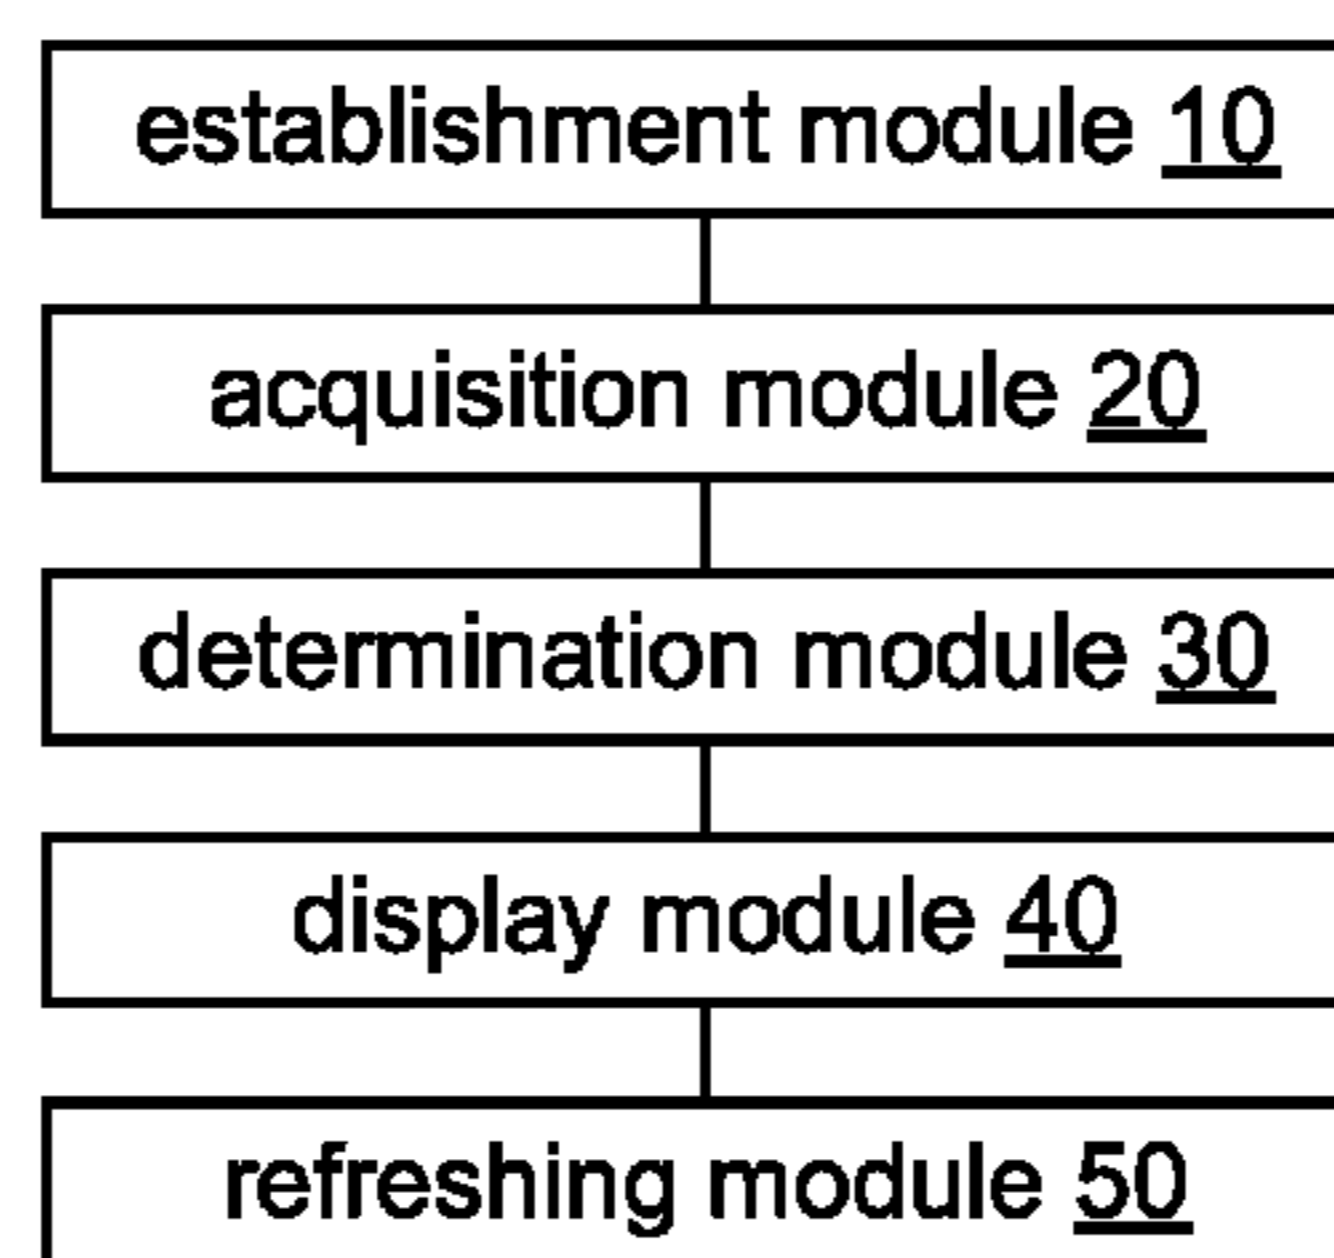 establishment module 10
acquisition module 20
determination module 30
display module 40
refreshing module 50